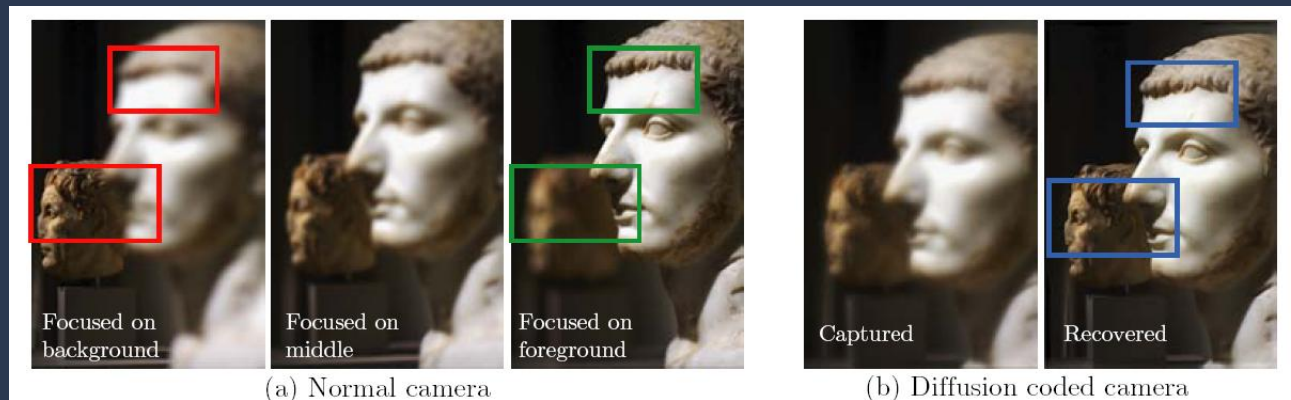 Focused on
background
Focused on
middle
Focused on
foreground
Captured
Recovered
(a) Normal camera
(b) Diffusion coded camera